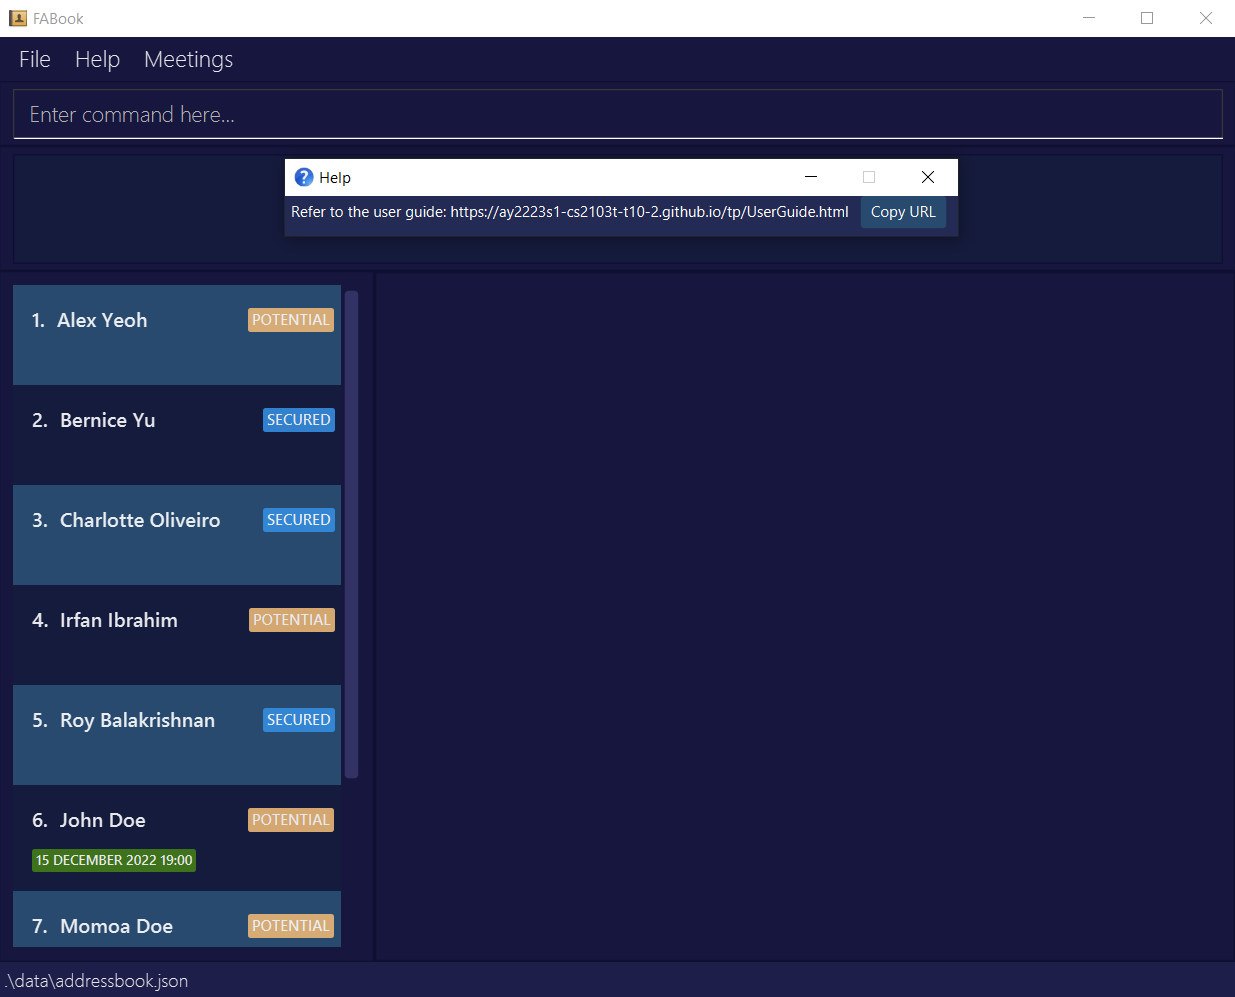 FABook
File Help Meetings
Enter command here...
Help
Refer to the user guide: https://ay2223s1-cs2103t-t10-2.github.io/tp/UserGuide.html Copy URL
1. Alex Yeoh POTENTIAL
2. Bernice Yu SECURED
3. Charlotte Oliveiro SECURED
4. Irfan Ibrahim POTENTIAL
5. Roy Balakrishnan SECURED
6. John Doe POTENTIAL
15 DECEMBER 2022 19:00
7. Momoa Doe POTENTIAL
.\data\addressbook.json